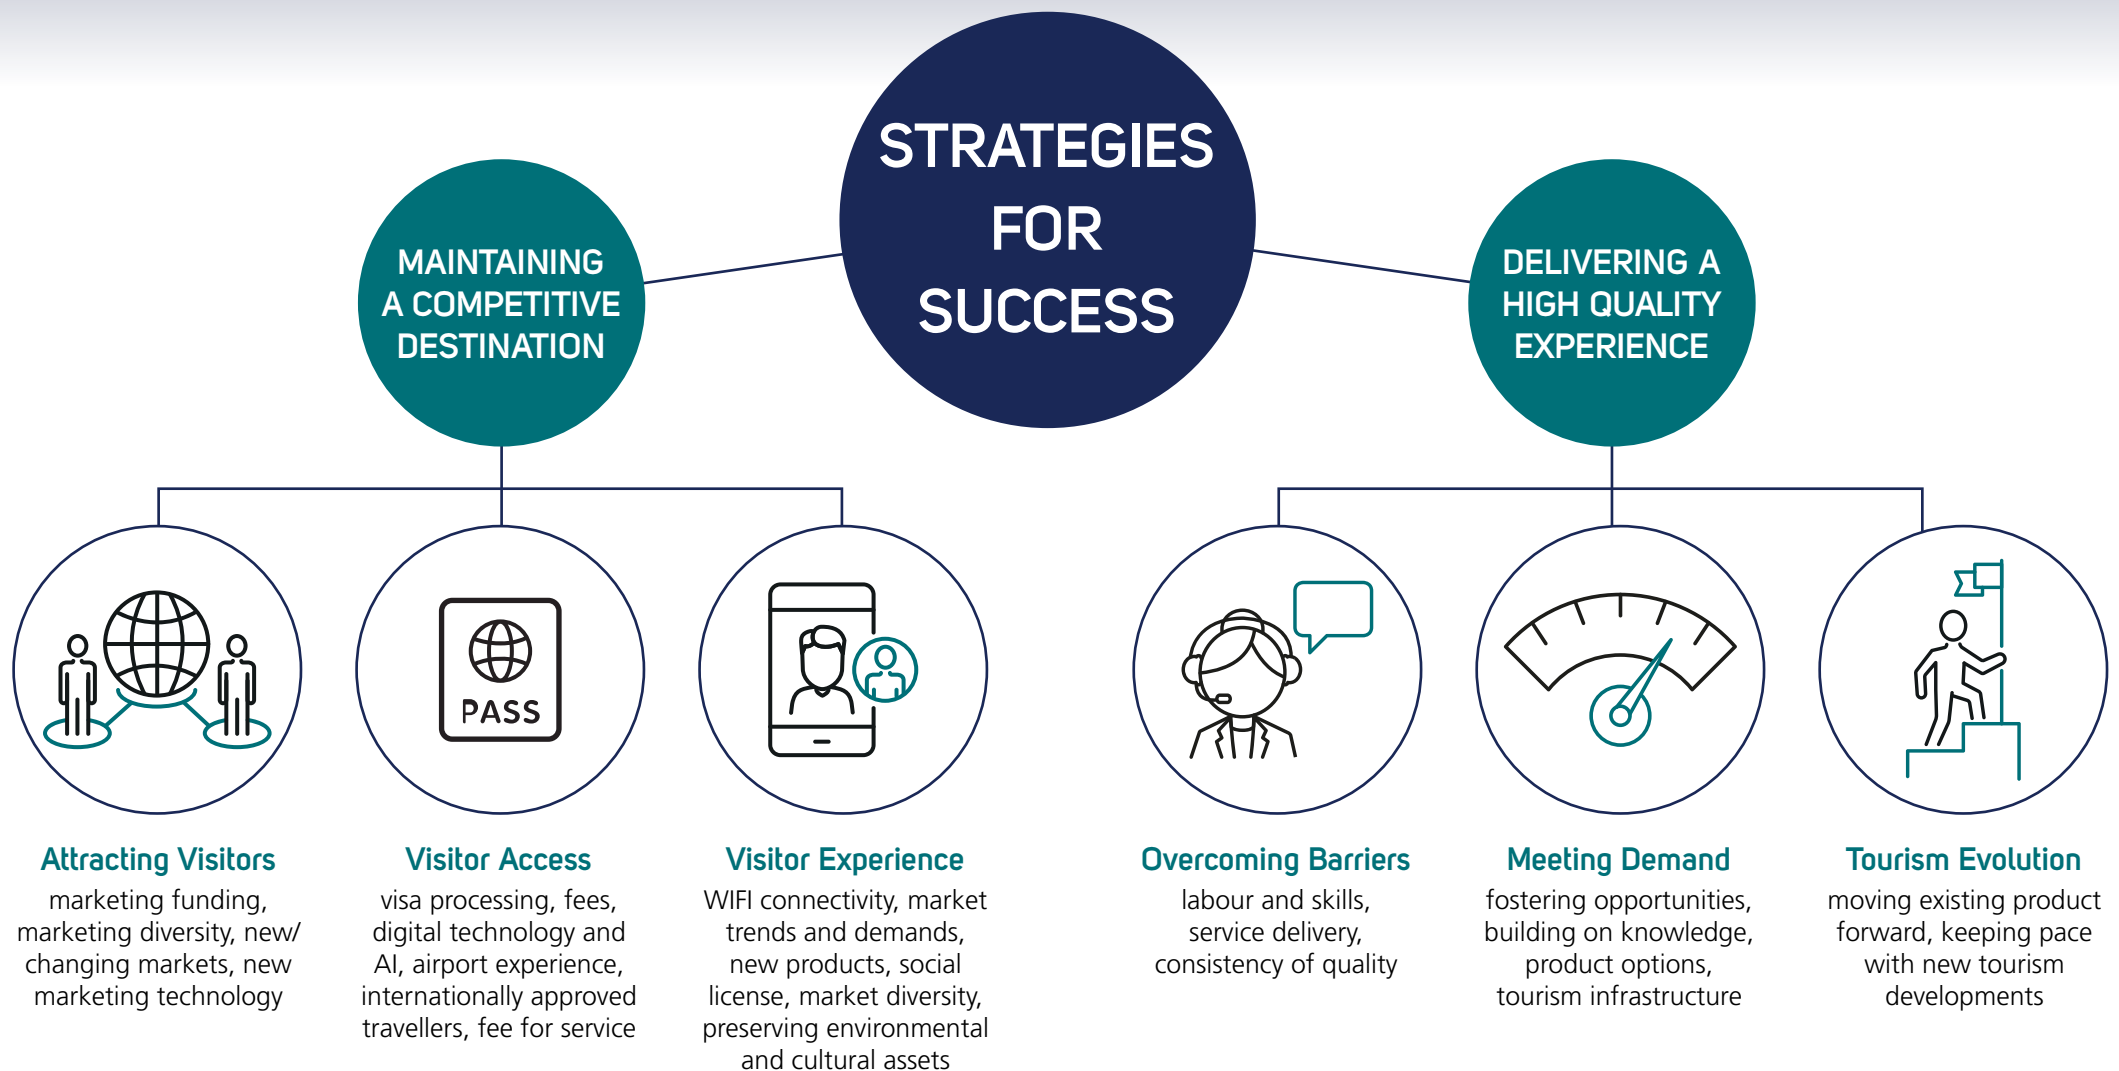 STRATEGIES
FOR
SUCCESS
MAINTAINING
A COMPETITIVE
DESTINATION
DELIVERING A
HIGH QUALITY
EXPERIENCE
PASS
Attracting Visitors
marketing funding,
marketing diversity, new/
changing markets, new
marketing technology
Visitor Access
visa processing, fees,
digital technology and
AI, airport experience,
internationally approved
travellers, fee for service
Visitor Experience
WIFI connectivity, market
trends and demands,
new products, social
license, market diversity,
preserving environmental
and cultural assets
Overcoming Barriers
labour and skills,
service delivery,
consistency of quality
Meeting Demand
fostering opportunities,
building on knowledge,
product options,
tourism infrastructure
Tourism Evolution
moving existing product
forward, keeping pace
with new tourism
developments